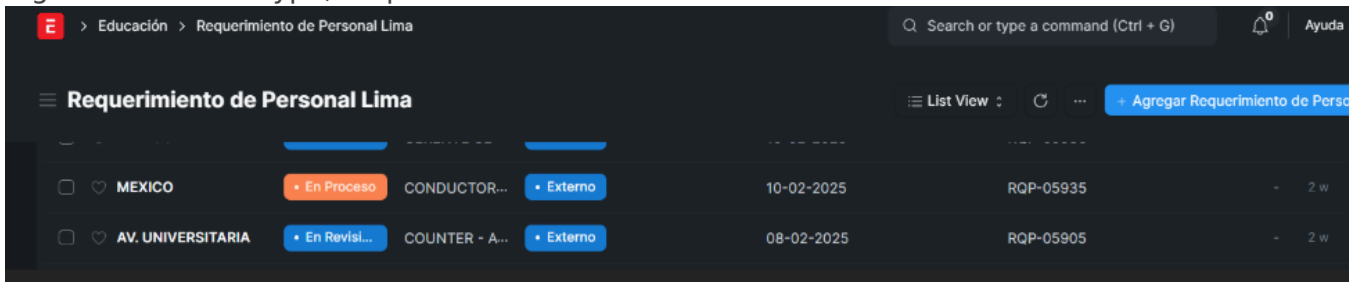 E > Educación > Requerimiento de Personal Lima Search or type a command (Ctrl + G) 0 Ayuda
Requerimiento de Personal Lima List View ... + Agregar Requerimiento de Perso
MEXICO • En Proceso CONDUCTOR... • Externo 10-02-2025 RQP-05935 - 2 w
AV. UNIVERSITARIA • En Revisi... COUNTER - A... • Externo 08-02-2025 RQP-05905 - 2 w